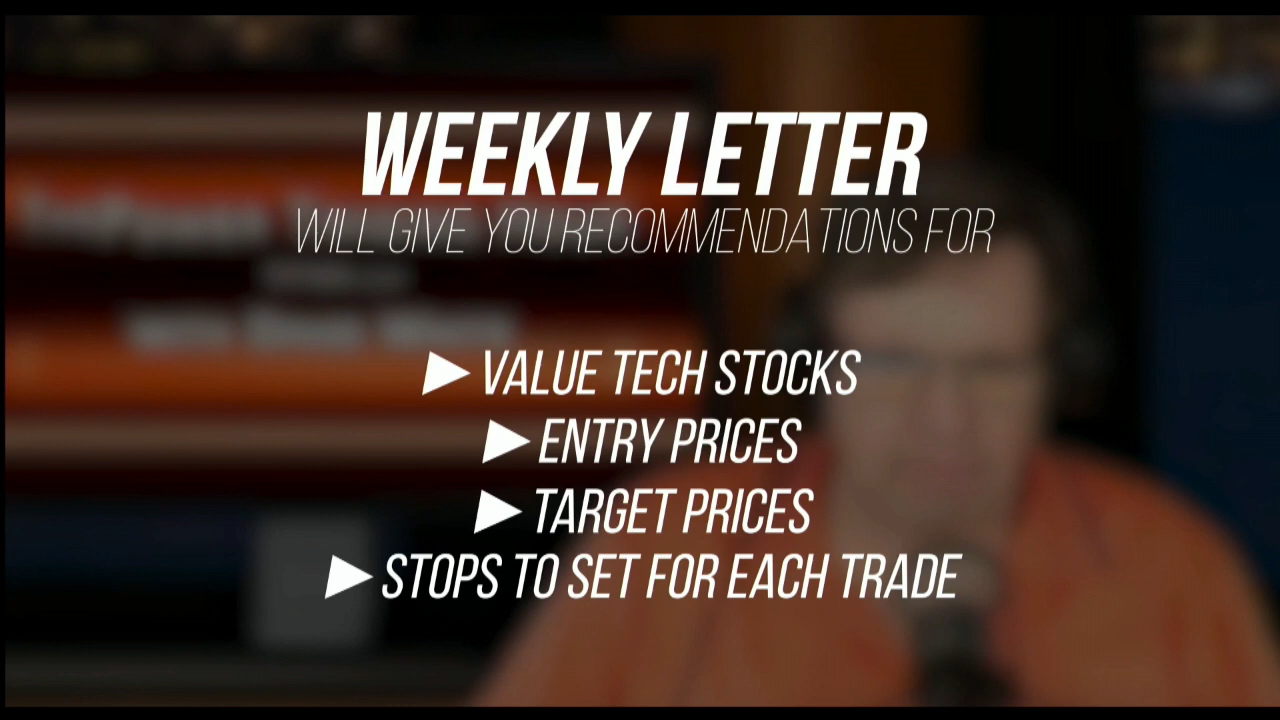 WEEKLY LETTER
WILL GIVE YOU RECOMMENDATIONS FOR
▶ VALUE TECH STOCKS
▶ ENTRY PRICES
▶ TARGET PRICES
▶ STOPS TO SET FOR EACH TRADE